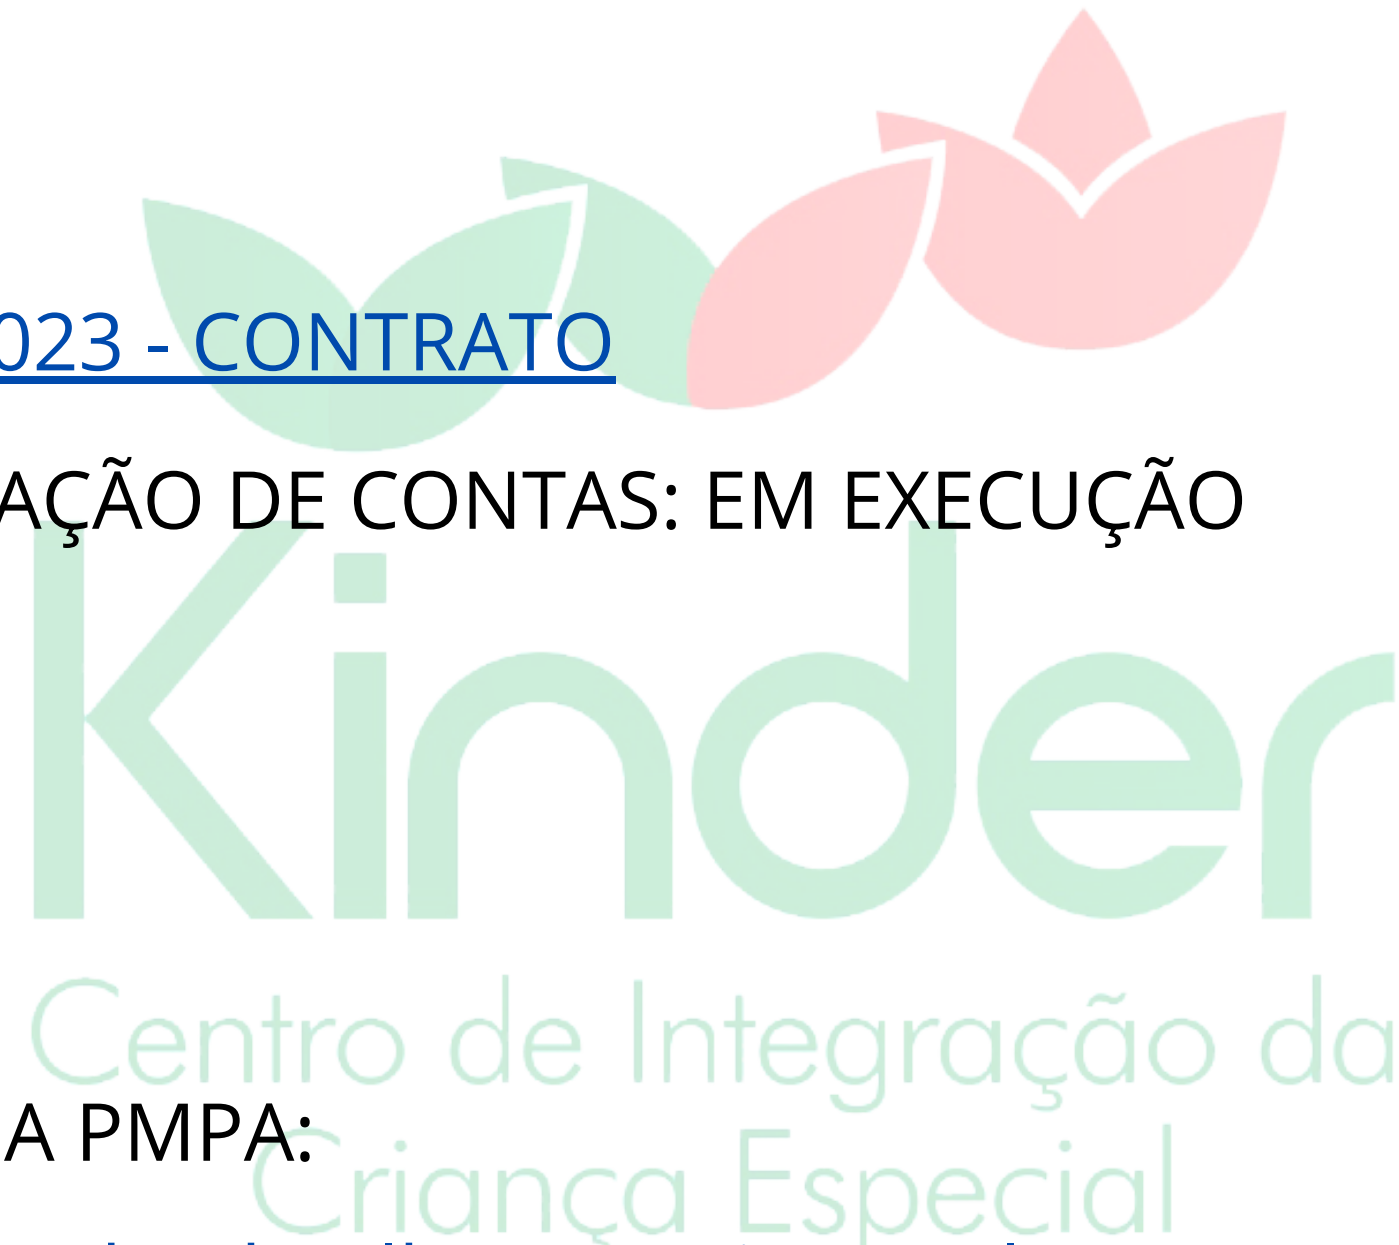 023 - CONTRATO
AÇÃO DE CONTAS: EM EXECUÇÃO
Kinder
Centro de Integração da
A PMPA:
Criança Especial